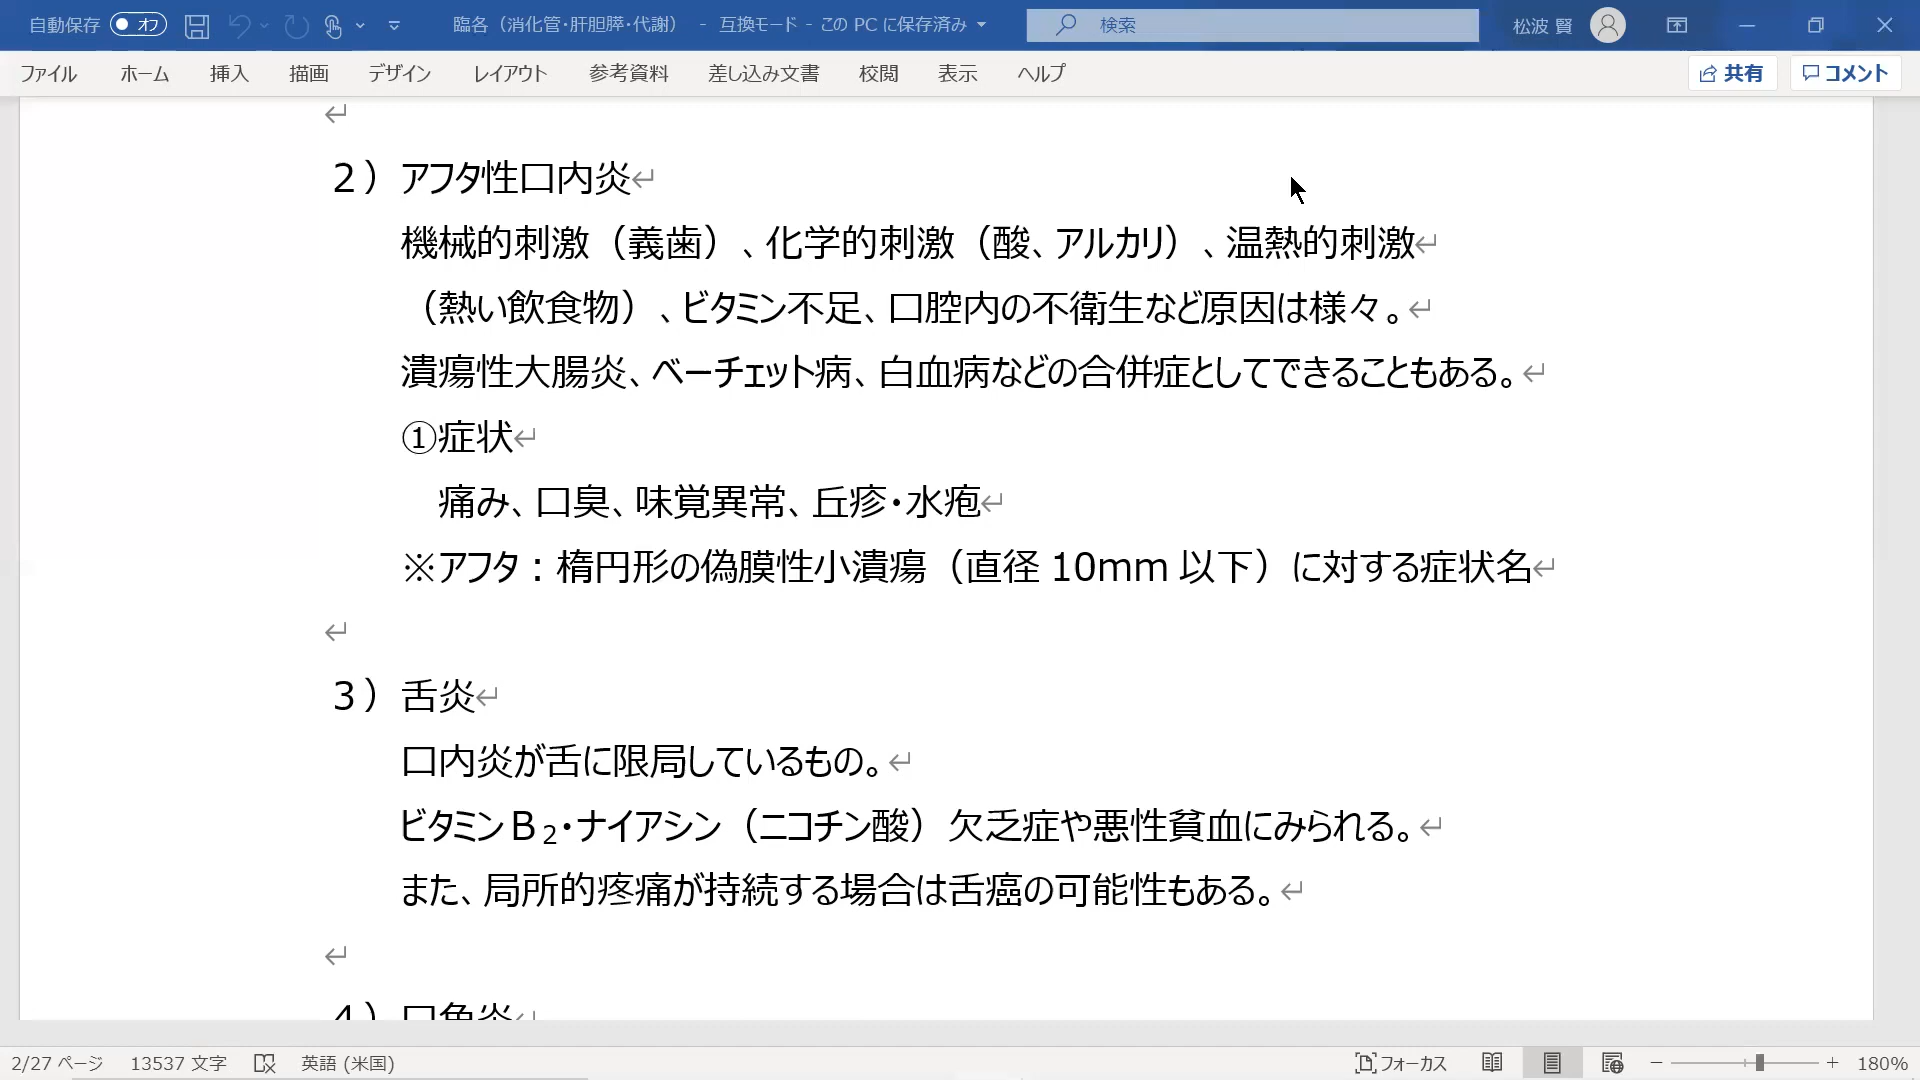 自動保存 オフ 臨各（消化管・肝胆膵・代謝） - 互換モード - この PC に保存済み 検索 松波 賢
ファイル ホーム 挿入 描画 デザイン レイアウト 参考資料 差し込み文書 校閲 表示 ヘルプ 共有 コメント
２）アフタ性口内炎
機械的刺激（義歯）、化学的刺激（酸、アルカリ）、温熱的刺激
（熱い飲食物）、ビタミン不足、口腔内の不衛生など原因は様々。
潰瘍性大腸炎、ベーチェット病、白血病などの合併症としてできることもある。
①症状
痛み、口臭、味覚異常、丘疹・水疱
※アフタ：楕円形の偽膜性小潰瘍（直径 10mm 以下）に対する症状名
３）舌炎
口内炎が舌に限局しているもの。
ビタミンＢ₂・ナイアシン（ニコチン酸）欠乏症や悪性貧血にみられる。
また、局所的疼痛が持続する場合は舌癌の可能性もある。
４）口角炎
2/27 ページ 13537 文字 英語 (米国) フォーカス 180%